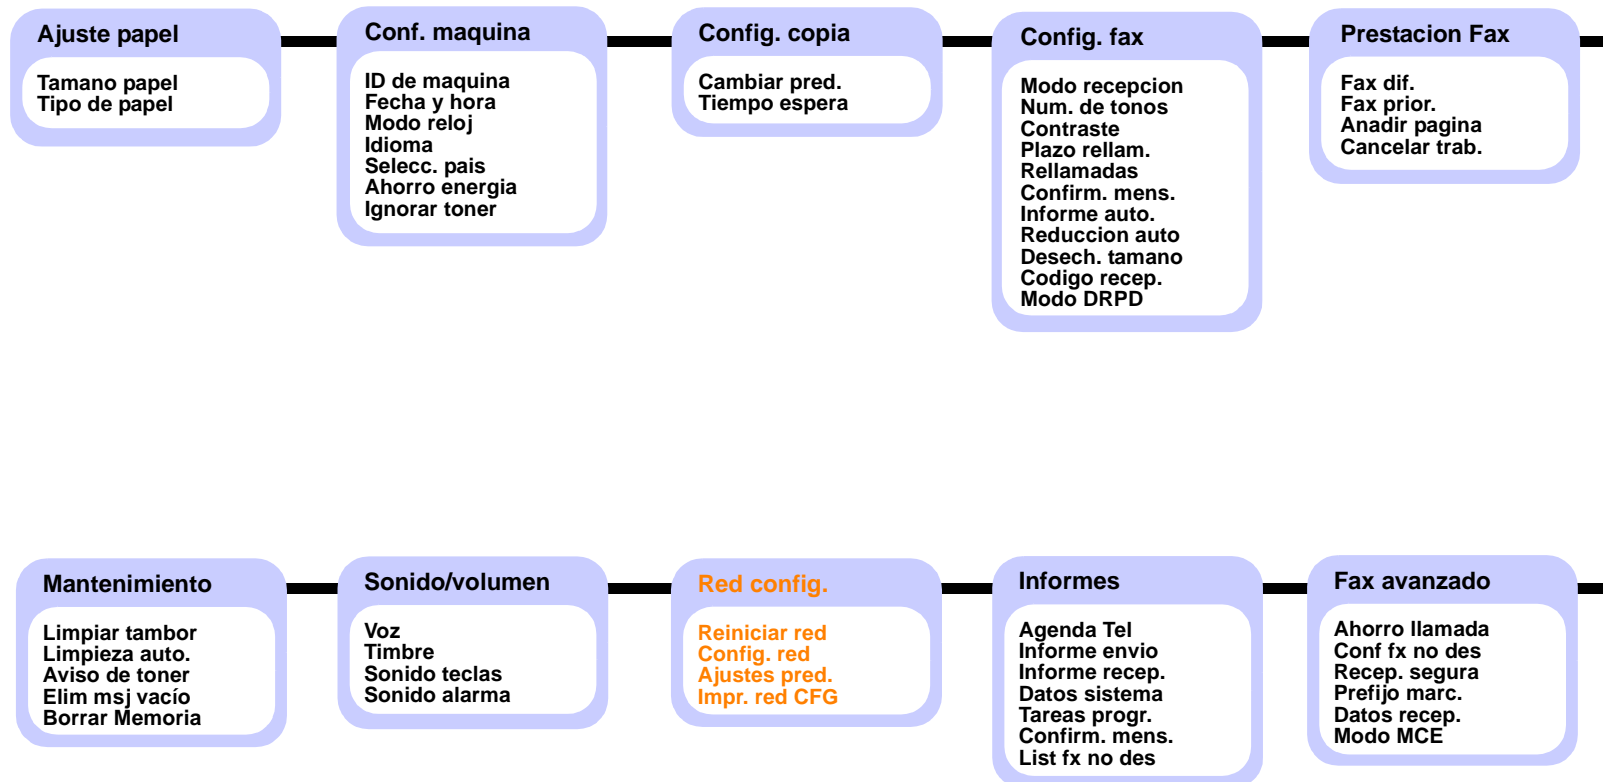 Ajuste papel
Tamano papel
Tipo de papel
Conf. maquina
ID de maquina
Fecha y hora
Modo reloj
Idioma
Selecc. pais
Ahorro energia
Ignorar toner
Config. copia
Cambiar pred.
Tiempo espera
Config. fax
Modo recepcion
Num. de tonos
Contraste
Plazo rellam.
Rellamadas
Confirm. mens.
Informe auto.
Reduccion auto
Desech. tamano
Codigo recep.
Modo DRPD
Prestacion Fax
Fax dif.
Fax prior.
Anadir pagina
Cancelar trab.
Mantenimiento
Limpiar tambor
Limpieza auto.
Aviso de toner
Elim msj vacío
Borrar Memoria
Sonido/volumen
Voz
Timbre
Sonido teclas
Sonido alarma
Red config.
Reiniciar red
Config. red
Ajustes pred.
Impr. red CFG
Informes
Agenda Tel
Informe envio
Informe recep.
Datos sistema
Tareas progr.
Confirm. mens.
List fx no des
Fax avanzado
Ahorro llamada
Conf fx no des
Recep. segura
Prefijo marc.
Datos recep.
Modo MCE